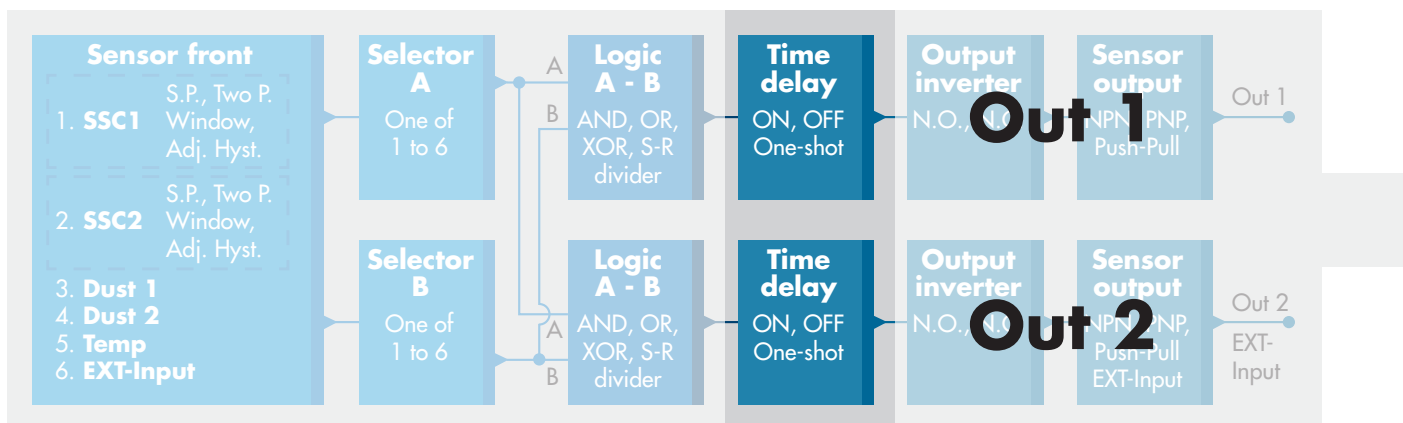 Sensor front
1. SSC1
S.P., Two P.
Window,
Adj. Hyst.
2. SSC2
S.P., Two P.
Window,
Adj. Hyst.
3. Dust 1
4. Dust 2
5. Temp
6. EXT-Input
Selector
A
One of
1 to 6
A
B
Logic
A - B
AND, OR,
XOR, S-R
divider
Time
delay
ON, OFF
One-shot
Output
inverter
N.O., N.C.
Sensor
output
NPN, PNP,
Push-Pull
Out 1
Out 1
Selector
B
One of
1 to 6
A
B
Logic
A - B
AND, OR,
XOR, S-R
divider
Time
delay
ON, OFF
One-shot
Output
inverter
N.O., N.C.
Sensor
output
NPN, PNP,
Push-Pull
EXT-Input
Out 2
Out 2
EXT-
Input